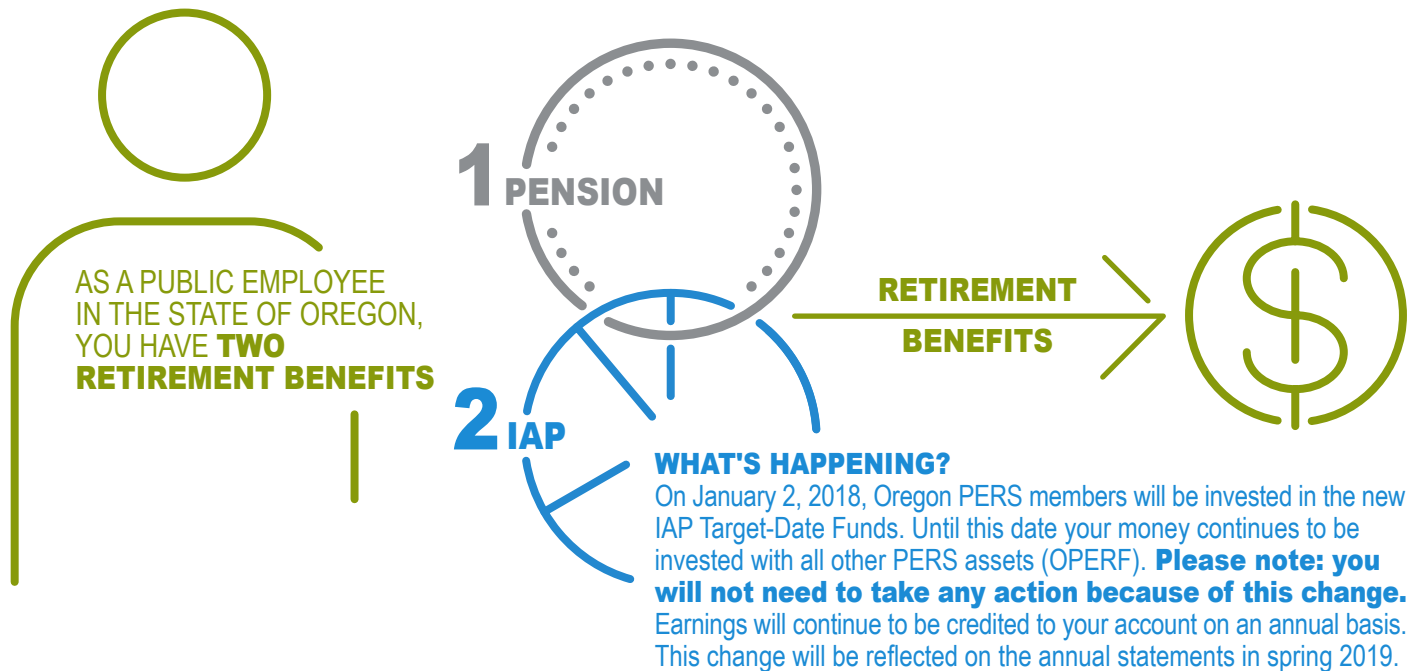 AS A PUBLIC EMPLOYEE
IN THE STATE OF OREGON,
YOU HAVE TWO
RETIREMENT BENEFITS
1 PENSION
2 IAP
RETIREMENT
BENEFITS
WHAT'S HAPPENING?
On January 2, 2018, Oregon PERS members will be invested in the new
IAP Target-Date Funds. Until this date your money continues to be
invested with all other PERS assets (OPERF). Please note: you
will not need to take any action because of this change.
Earnings will continue to be credited to your account on an annual basis.
This change will be reflected on the annual statements in spring 2019.